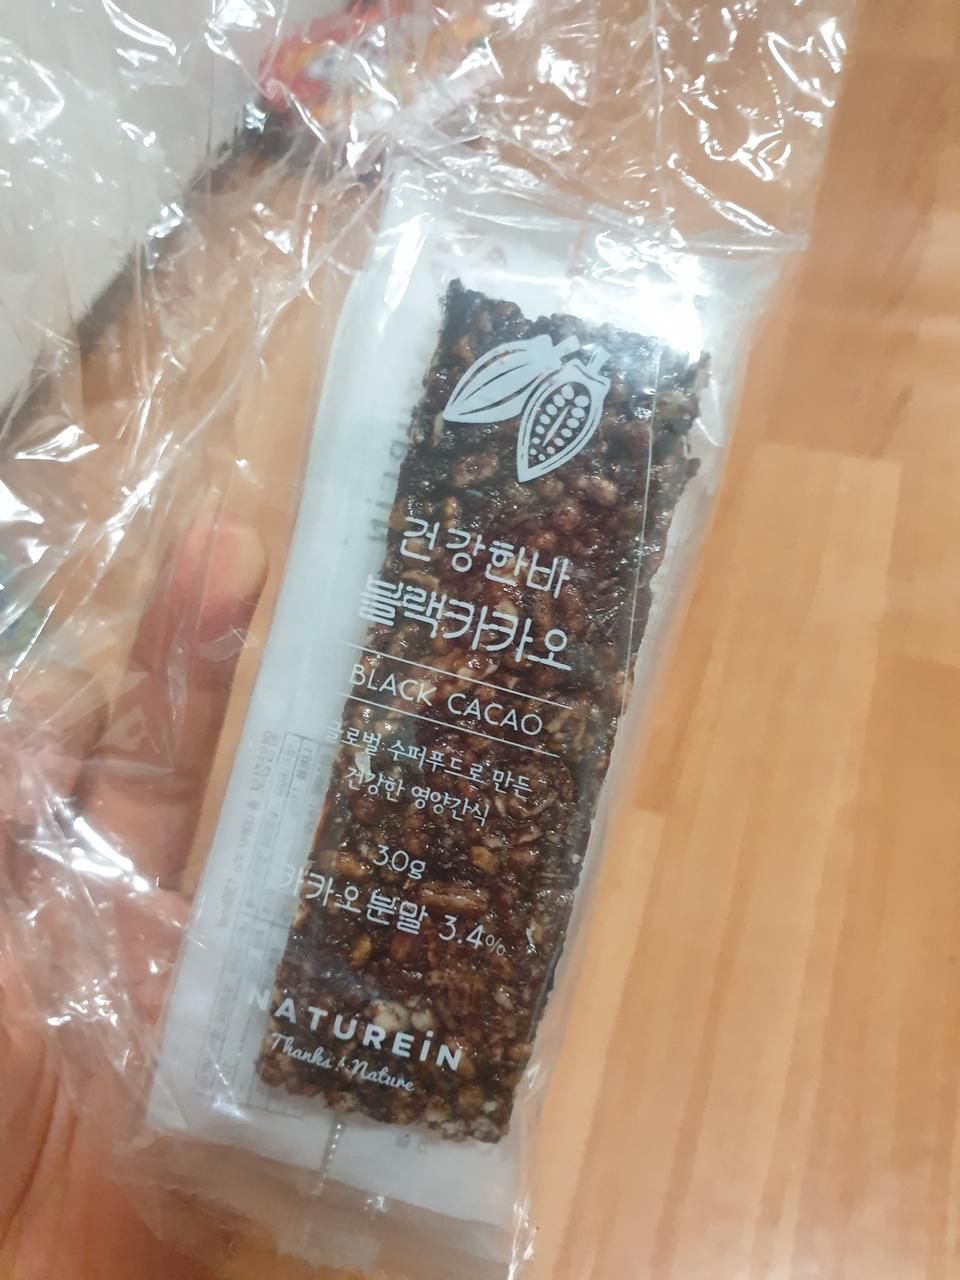 건강한바
블랙카카오
BLACK CACAO
글로벌 수퍼푸드로 만든
건강한 영양간식
30g
카카오분말 3.4%
NATUREiN
Thanks Nature